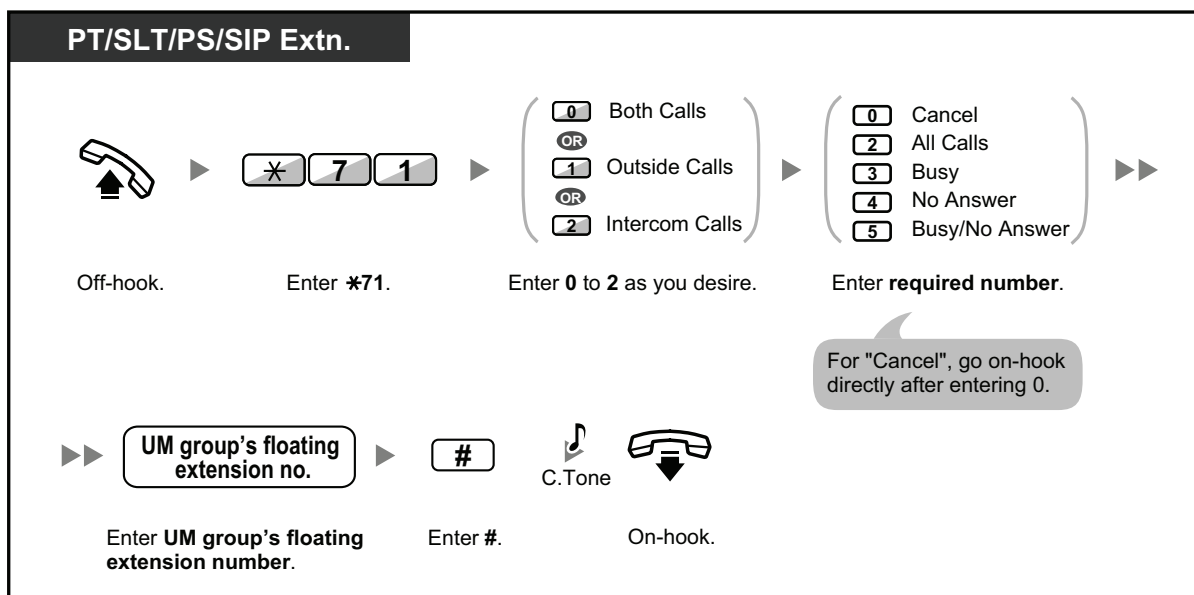 PT/SLT/PS/SIP Extn.
0 Both Calls
OR
1 Outside Calls
OR
2 Intercom Calls
0 Cancel
2 All Calls
3 Busy
4 No Answer
5 Busy/No Answer
* 7 1
Off-hook.
Enter *71.
Enter 0 to 2 as you desire.
Enter required number.
For "Cancel", go on-hook
directly after entering 0.
UM group's floating
extension no.
#
C.Tone
Enter UM group's floating
extension number.
Enter #.
On-hook.